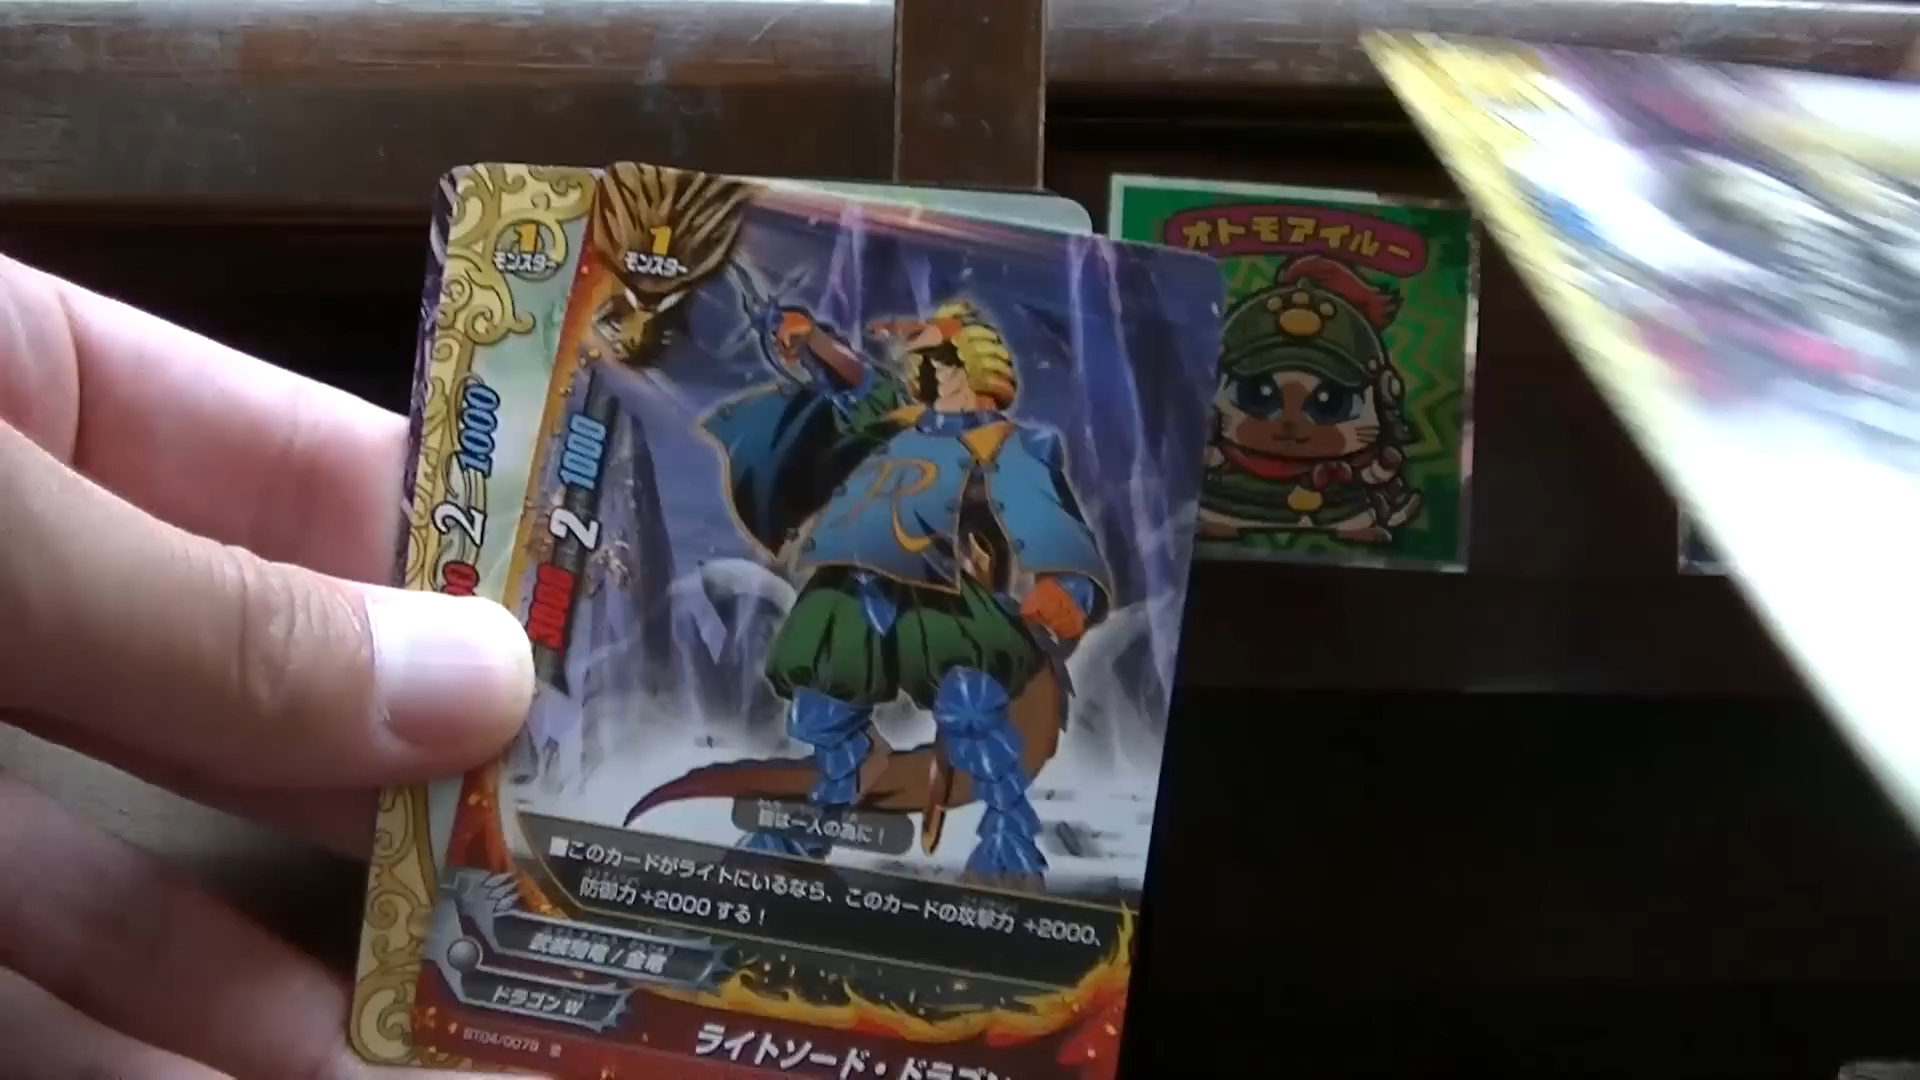 1
モンスター
1
モンスター
オトモアイルー
1000
2
1000
2
3000
R
皆は一人の為に！
■このカードがライトにいるなら、このカードの攻撃力 +2000、
防御力 +2000 する！
武装騎竜 / 金竜
ドラゴンW
BT04/0079
ライトソード・ドラゴン